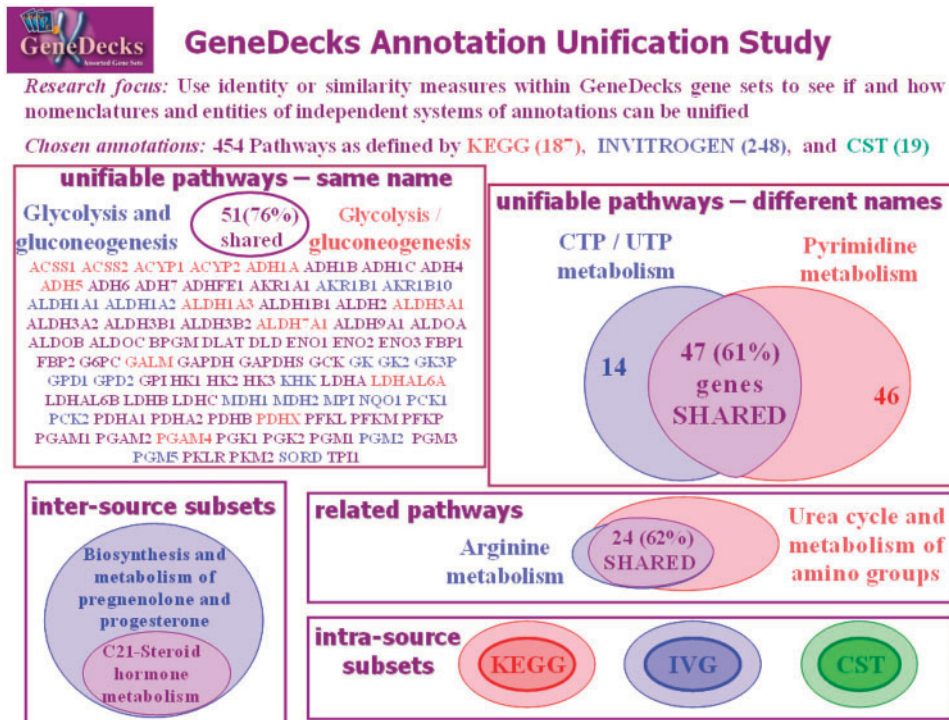 GeneDecks
Assorted Gene Sets
GeneDecks Annotation Unification Study
Research focus: Use identity or similarity measures within GeneDecks gene sets to see if and how
nomenclatures and entities of independent systems of annotations can be unified
Chosen annotations: 454 Pathways as defined by KEGG (187), INVITROGEN (248), and CST (19)
unifiable pathways – same name
Glycolysis and
gluconeogenesis
51(76%)
shared
Glycolysis /
gluconeogenesis
ACSS1 ACSS2 ACYP1 ACYP2 ADH1A ADH1B ADH1C ADH4
ADH5 ADH6 ADH7 ADHFE1 AKR1A1 AKR1B1 AKR1B10
ALDH1A1 ALDH1A2 ALDH1A3 ALDH1B1 ALDH2 ALDH3A1
ALDH3A2 ALDH3B1 ALDH3B2 ALDH7A1 ALDH9A1 ALDOA
ALDOB ALDOC BPGM DLAT DLD ENO1 ENO2 ENO3 FBP1
FBP2 G6PC GALM GAPDH GAPDHS GCK GK GK2 GK3P
GPD1 GPD2 GPI HK1 HK2 HK3 KHK LDHA LDHAL6A
LDHAL6B LDHB LDHC MDH1 MDH2 MPI NQO1 PCK1
PCK2 PDHA1 PDHA2 PDHB PDHX PFKL PFKM PFKP
PGAM1 PGAM2 PGAM4 PGK1 PGK2 PGM1 PGM2 PGM3
PGM5 PKLR PKM2 SORD TPI1
unifiable pathways – different names
CTP / UTP
metabolism
Pyrimidine
metabolism
14
47 (61%)
genes
SHARED
46
inter-source subsets
Biosynthesis and
metabolism of
pregnenolone and
progesterone
C21-Steroid
hormone
metabolism
related pathways
Arginine
metabolism
24 (62%)
SHARED
Urea cycle and
metabolism of
amino groups
intra-source
subsets
KEGG
IVG
CST